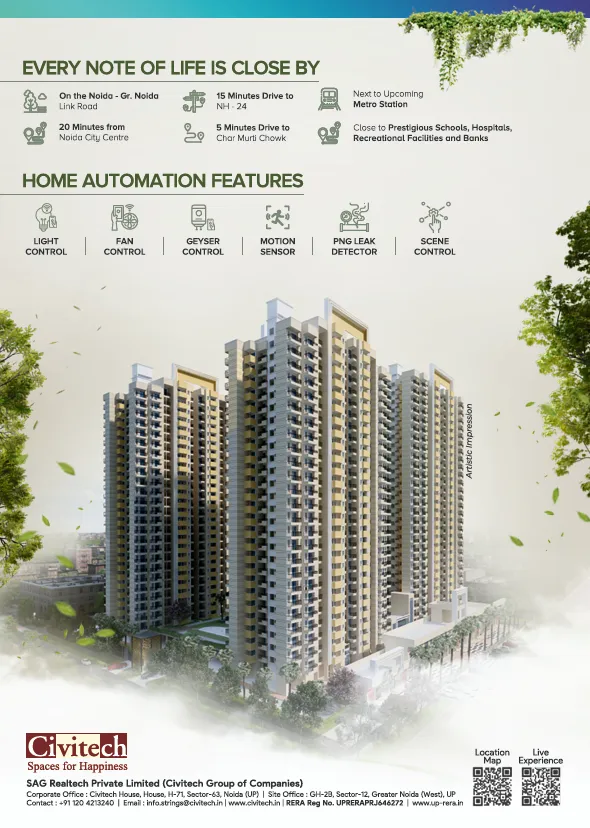 EVERY NOTE OF LIFE IS CLOSE BY
On the Noida - Gr. Noida
Link Road
15 Minutes Drive to
NH - 24
Next to Upcoming
Metro Station
20 Minutes from
Noida City Centre
5 Minutes Drive to
Char Murti Chowk
Close to Prestigious Schools, Hospitals,
Recreational Facilities and Banks
HOME AUTOMATION FEATURES
LIGHT
CONTROL
FAN
CONTROL
GEYSER
CONTROL
MOTION
SENSOR
PNG LEAK
DETECTOR
SCENE
CONTROL
Artistic Impression
Civitech
Spaces for Happiness
Location
Map
Live
Experience
SAG Realtech Private Limited (Civitech Group of Companies)
Corporate Office : Civitech House, House, H-71, Sector-63, Noida (UP) | Site Office : GH-2B, Sector-12, Greater Noida (West), UP
Contact : +91 120 4213240 | Email : info.strings@civitech.in | www.civitech.in | RERA Reg No. UPRERAPRJ646272 | www.up-rera.in